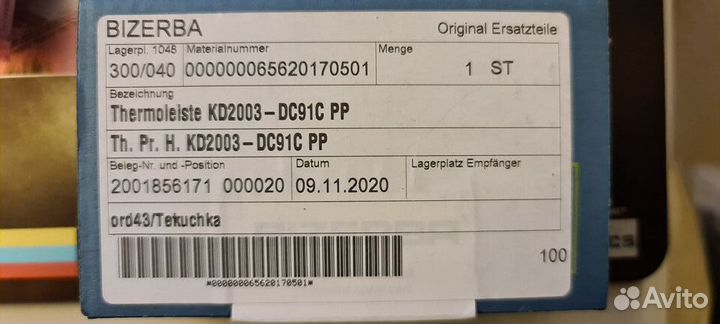 BIZERBA Original Ersatzteile
Lagerpl. 1048 Materialnummer Menge
300/040 000000065620170501 1 ST
Bezeichnung
Thermoleiste KD2003-DC91C PP
Th. Pr. H. KD2003-DC91C PP
Beleg-Nr. und -Position Datum Lagerplatz Empfänger
2001856171 000020 09.11.2020
ord43/Tekuchka
100
*000000065620170501*
Avito